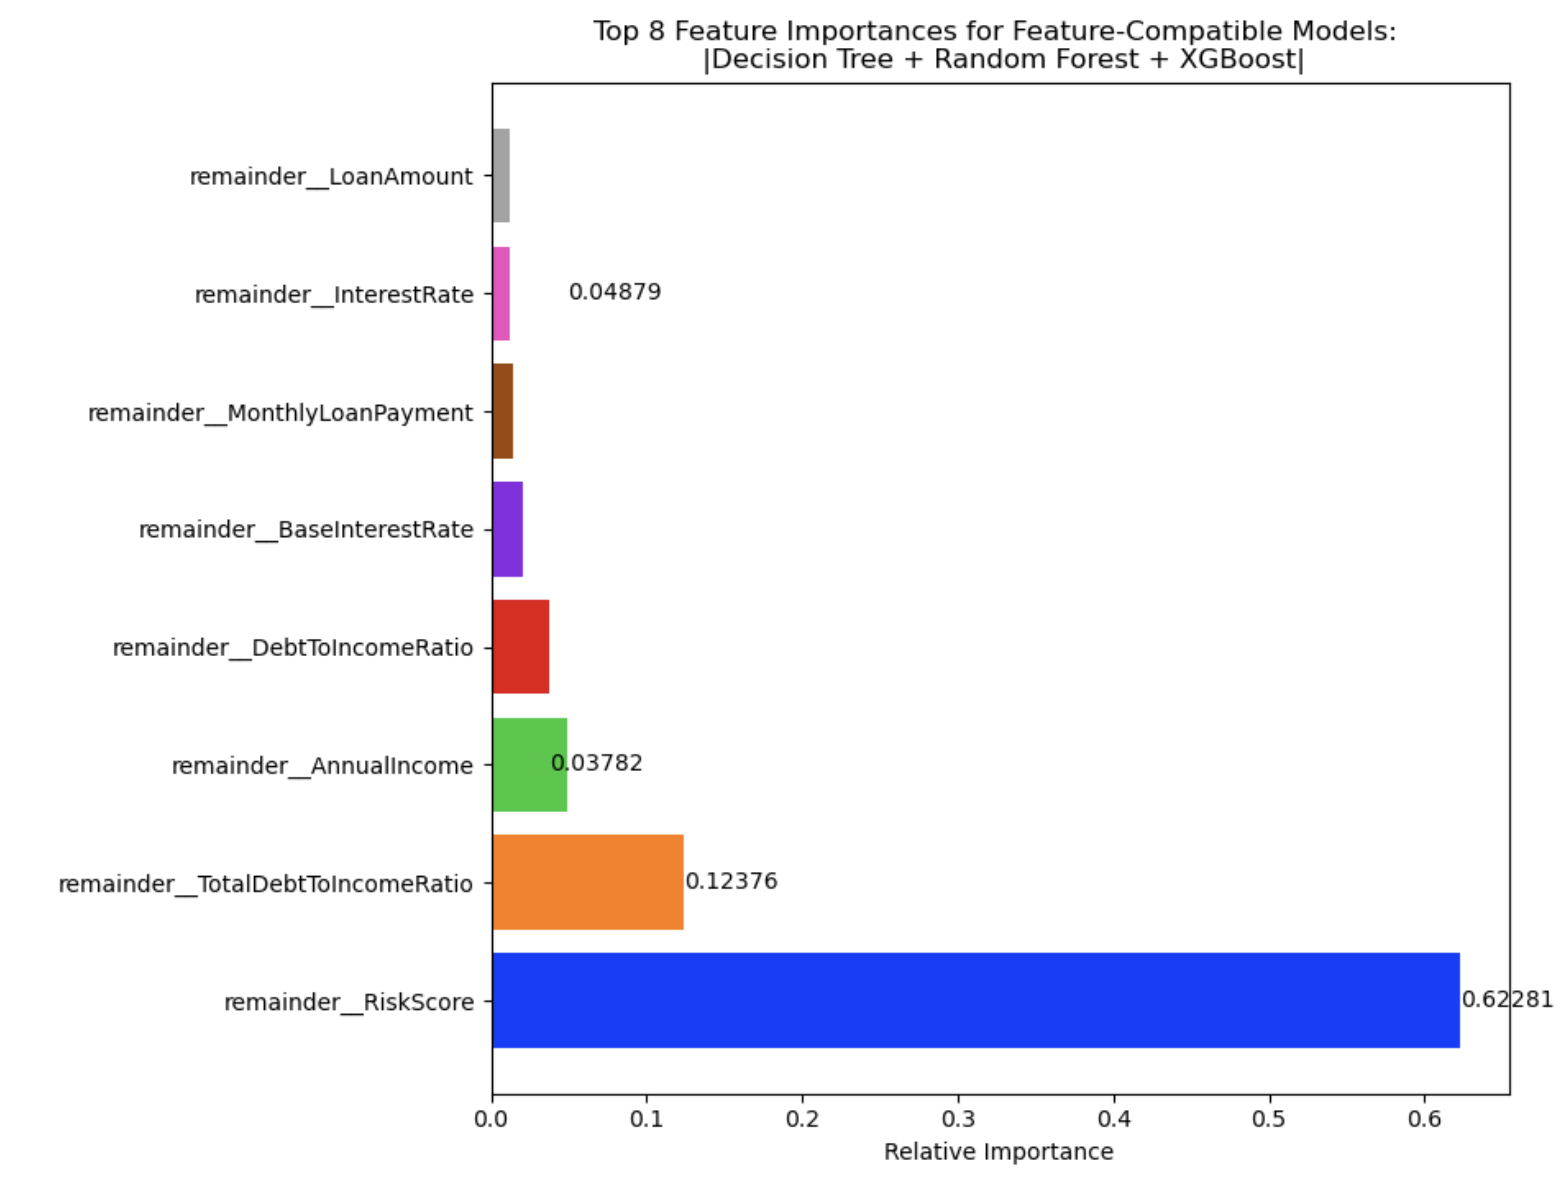 Top 8 Feature Importances for Feature-Compatible Models:
|Decision Tree + Random Forest + XGBoost|
remainder__LoanAmount
remainder__InterestRate
0.04879
remainder__MonthlyLoanPayment
remainder__BaseInterestRate
remainder__DebtToIncomeRatio
remainder__AnnualIncome
0.03782
remainder__TotalDebtToIncomeRatio
0.12376
remainder__RiskScore
0.62281
0.0 0.1 0.2 0.3 0.4 0.5 0.6
Relative Importance